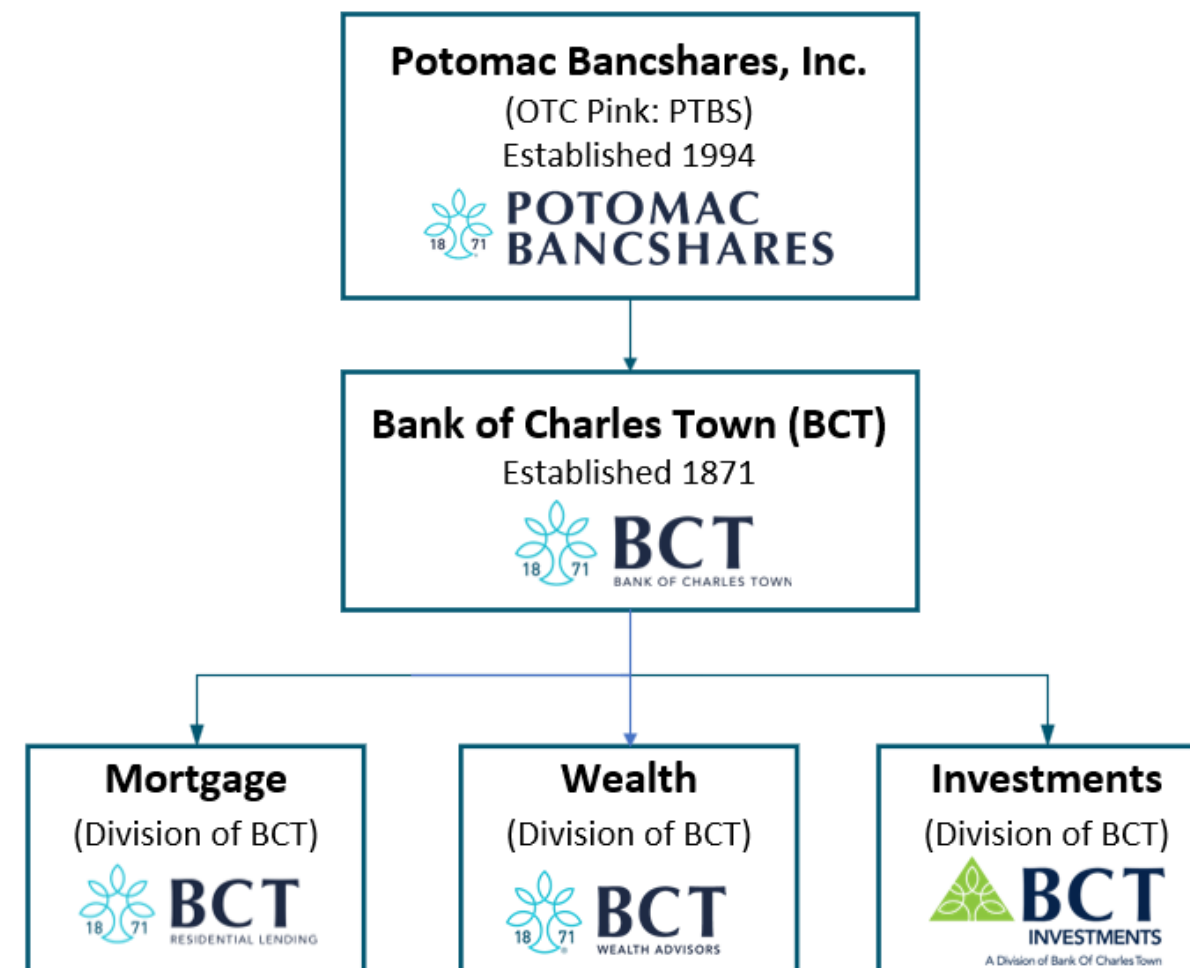 Potomac Bancshares, Inc.
(OTC Pink: PTBS)
Established 1994
18 71
POTOMAC
BANCSHARES
Bank of Charles Town (BCT)
Established 1871
18 71
BCT
BANK OF CHARLES TOWN
Mortgage
(Division of BCT)
18 71
BCT
RESIDENTIAL LENDING
Wealth
(Division of BCT)
18 71
BCT
WEALTH ADVISORS
Investments
(Division of BCT)
BCT
INVESTMENTS
A Division of Bank Of Charles Town